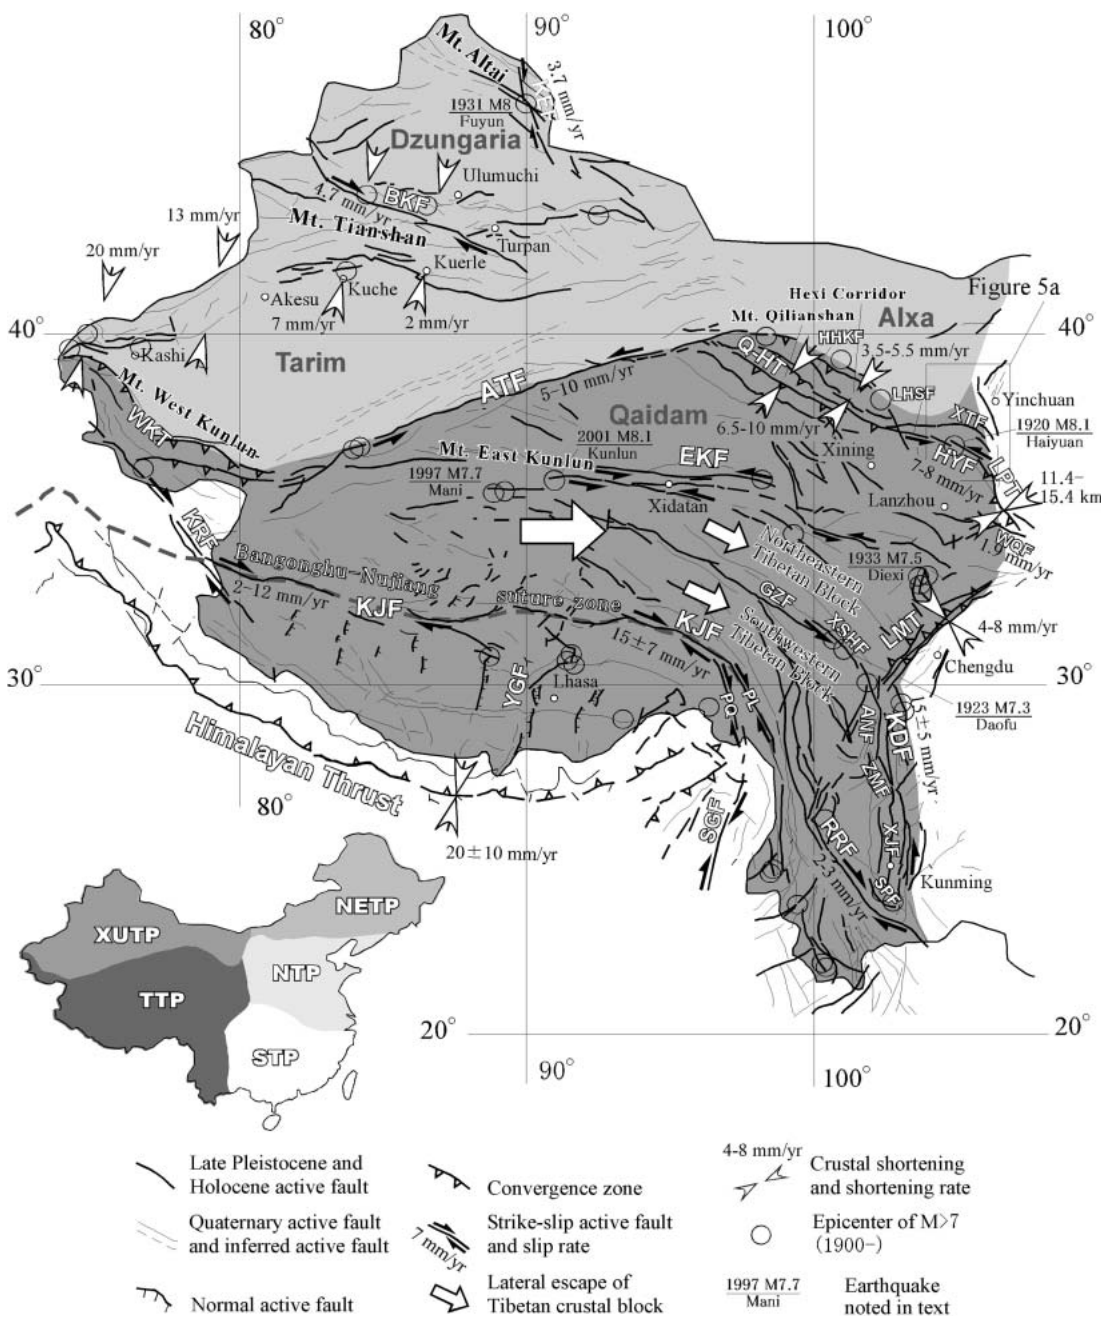 80°
90°
100°
Mt. Altai
3.7 mm/yr
1931 M8
Fuyun
Dzungaria
Ulumuchi
BKF
4.7 mm/yr
13 mm/yr
Mt. Tianshan
Turpan
20 mm/yr
Kuerle
Figure 5a
Akesu
Kuche
Hexi Corridor
Mt. Qilianshan
Alxa
7 mm/yr
2 mm/yr
40°
40°
HHKF
Kashi
Tarim
Q-HT
3.5-5.5 mm/yr
ATF
5-10 mm/yr
LHSF
Yinchuan
Mt. West Kunlun
Qaidam
XTF
1920 M8.1
Haiyuan
WKT
6.5-10 mm/yr
2001 M8.1
Kunlun
Xining
HYF
LPT
Mt. East Kunlun
EKF
7-8 mm/yr
11.4-
15.4 km
1997 M7.7
Mani
Xidatan
Lanzhou
WQF
1.9 mm/yr
KRF
Northeastern
Tibetan Block
1933 M7.5
Diexi
Bangonghu-Nujiang
suture zone
2-12 mm/yr
KJF
GZF
KJF
Southwestern
Tibetan Block
XSHF
LMT
4-8 mm/yr
15±7 mm/yr
Chengdu
30°
30°
YGF
Lhasa
PQ
PL
1923 M7.3
Daofu
ANF
KDF
15±5 mm/yr
Himalayan Thrust
ZMF
80°
SGF
RRF
XJF
20±10 mm/yr
2-3 mm/yr
SPF
Kunming
NETP
XUTP
NTP
TTP
STP
20°
20°
90°
100°
Late Pleistocene and
Holocene active fault
Convergence zone
4-8 mm/yr
Crustal shortening
and shortening rate
Quaternary active fault
and inferred active fault
7 mm/yr
Strike-slip active fault
and slip rate
Epicenter of M>7
(1900-)
Normal active fault
Lateral escape of
Tibetan crustal block
1997 M7.7
Mani
Earthquake
noted in text